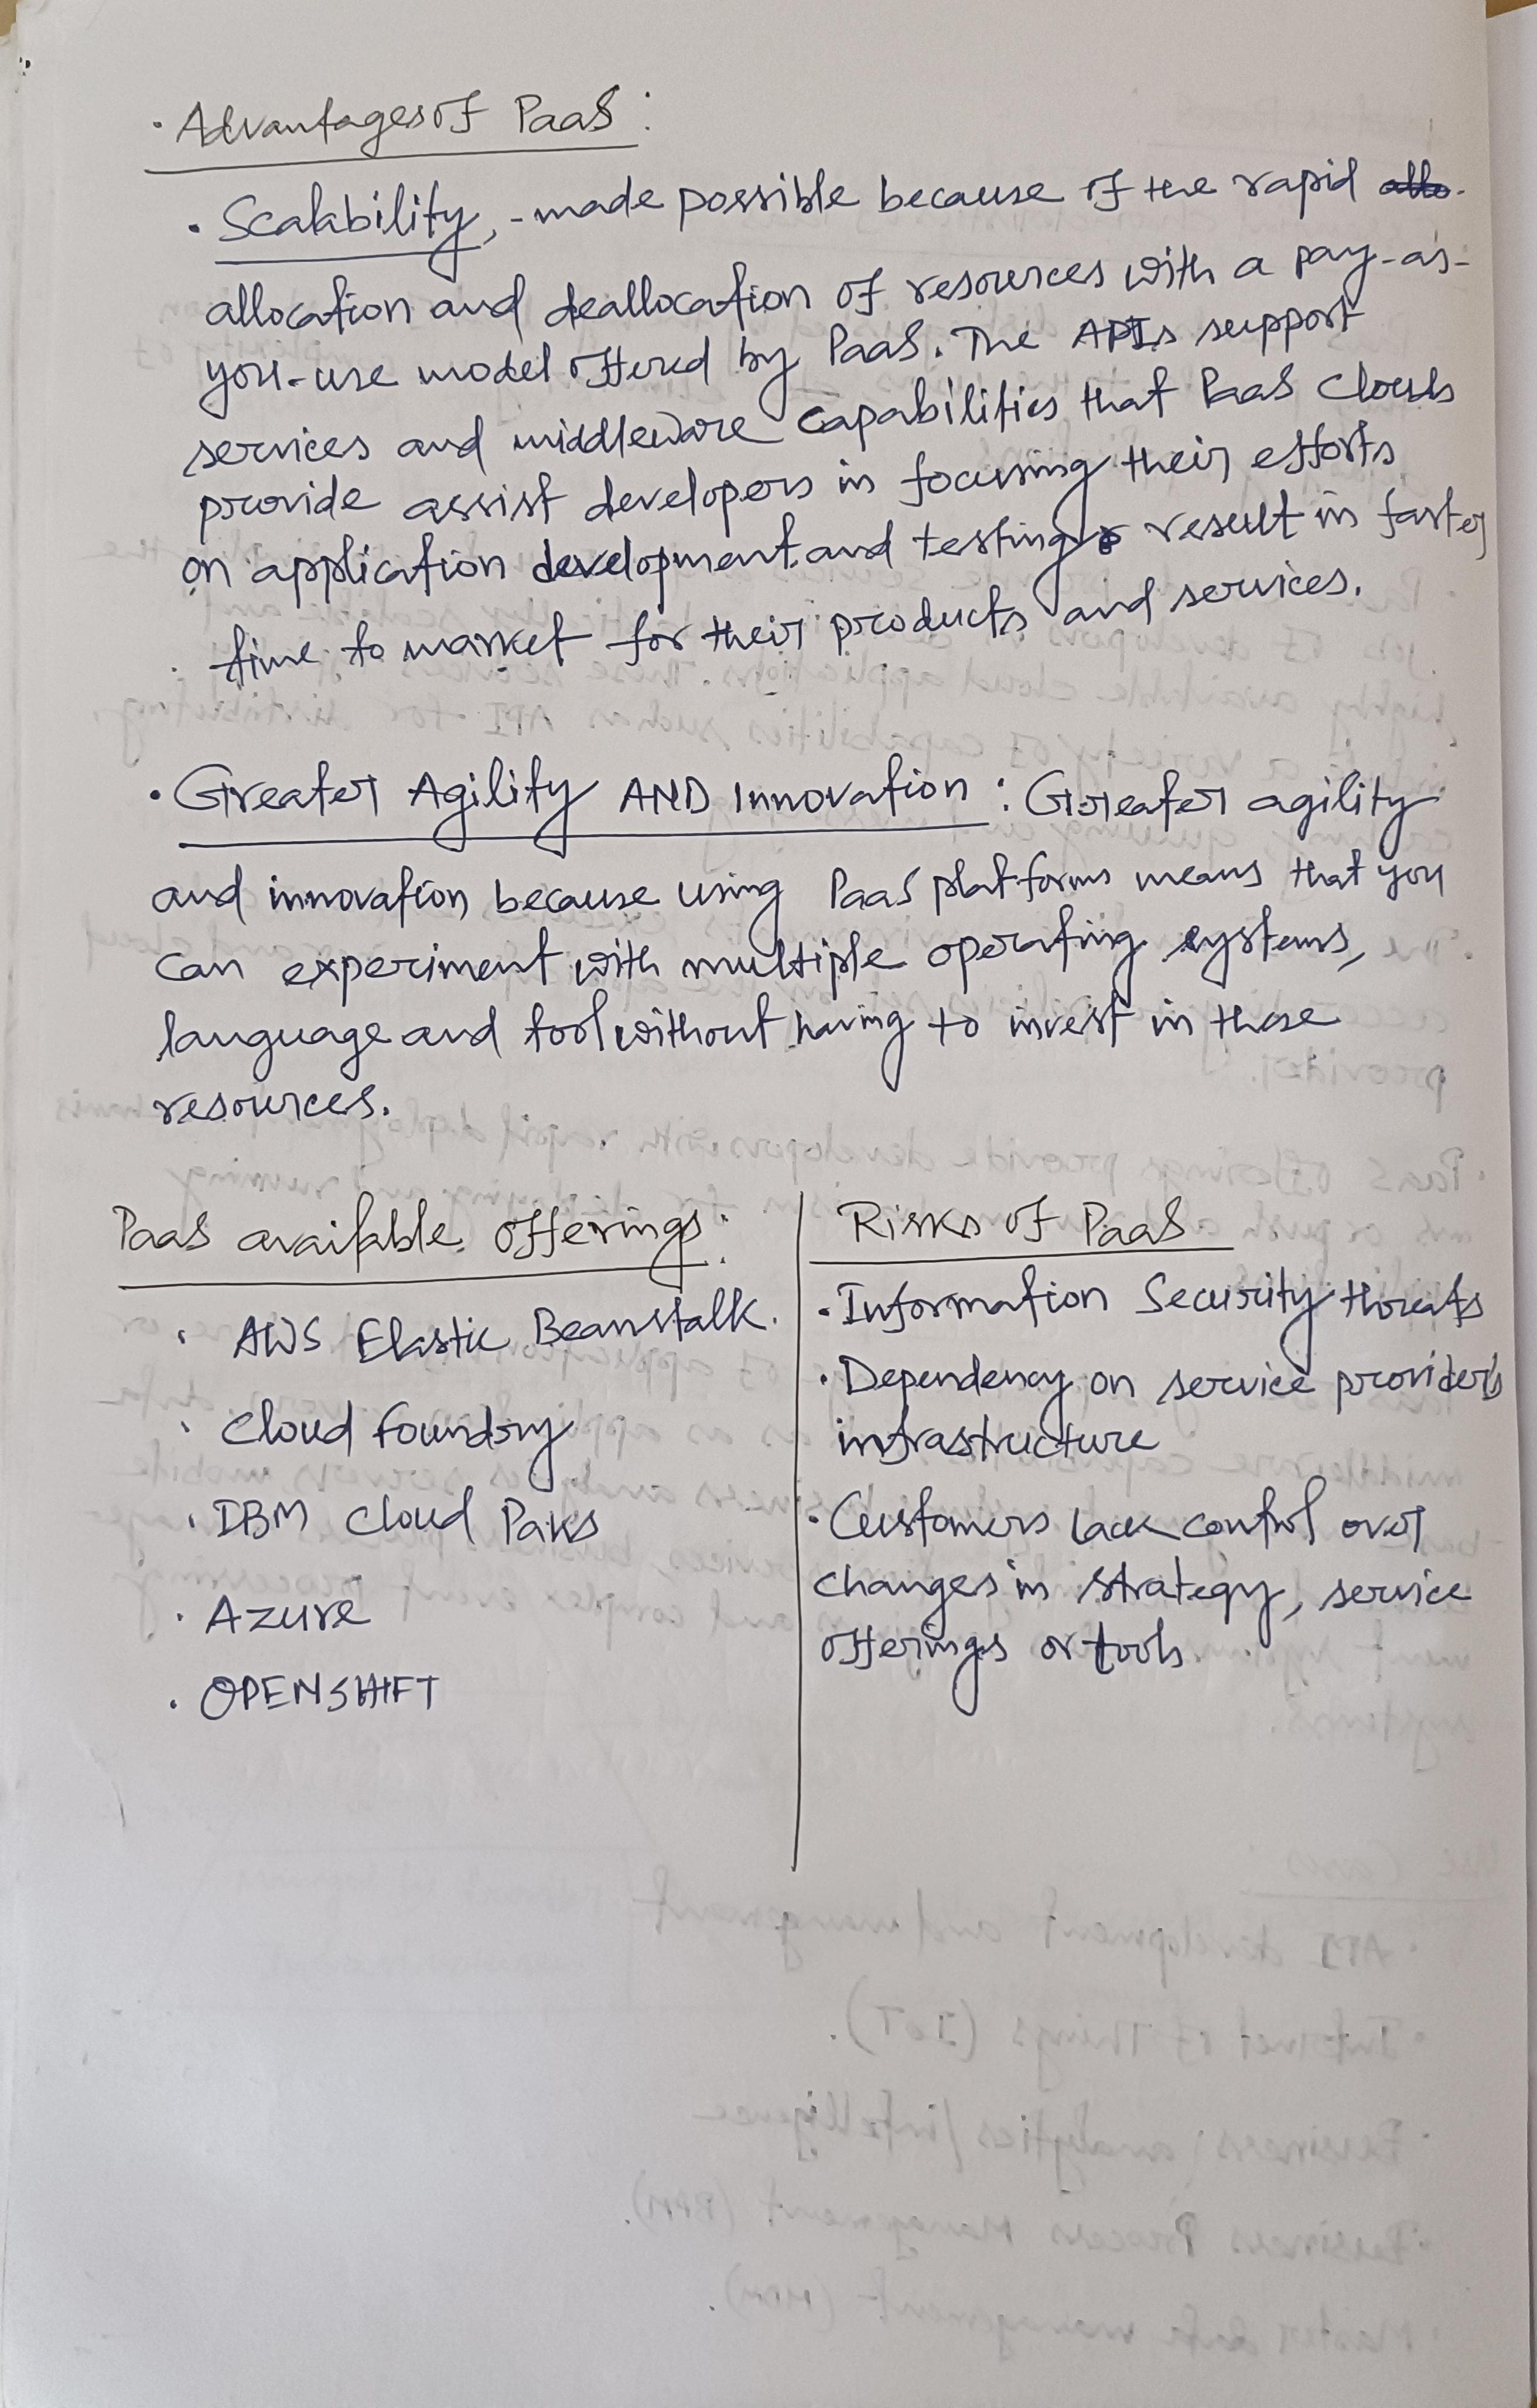 · Advantages of PaaS :
· Scalability, - made possible because of the rapid
allocation and deallocation of resources with a pay-as-
you-use model offered by PaaS. The APIs support
services and middleware capabilities that PaaS Clouds
provide assist developers in focusing their efforts
on application development and testing result in faster
time to market for their products and services.
· Greater Agility AND Innovation : Greater agility
and innovation because using PaaS platforms means that you
can experiment with multiple operating systems,
language and tool without having to invest in those
resources.
PaaS available offerings:
· AWS Elastic Beanstalk.
· Cloud foundry
· IBM Cloud Paks
· Azure
· OPENSHIFT
Risks of PaaS
· Information Security threats
· Dependency on service provider's
infrastructure
· Customers lack control over
changes in strategy, service
offerings or tools